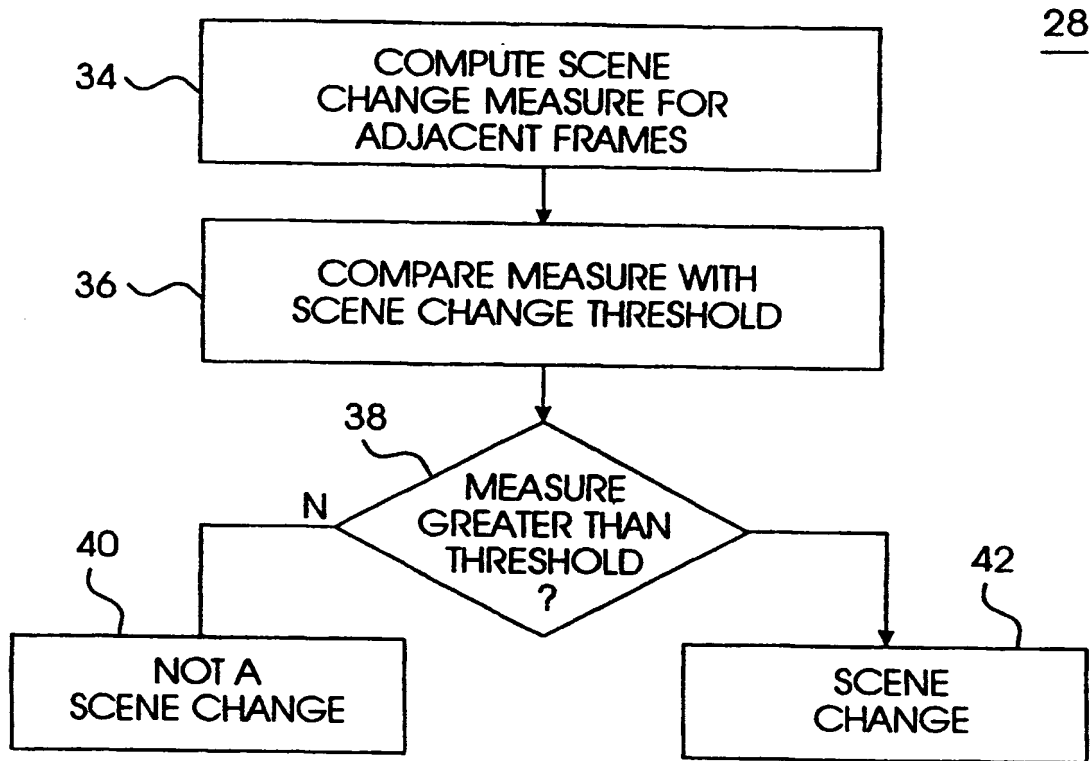 28
34
COMPUTE SCENE
CHANGE MEASURE FOR
ADJACENT FRAMES
36
COMPARE MEASURE WITH
SCENE CHANGE THRESHOLD
38
MEASURE
GREATER THAN
THRESHOLD
?
N
40
NOT A
SCENE CHANGE
42
SCENE
CHANGE